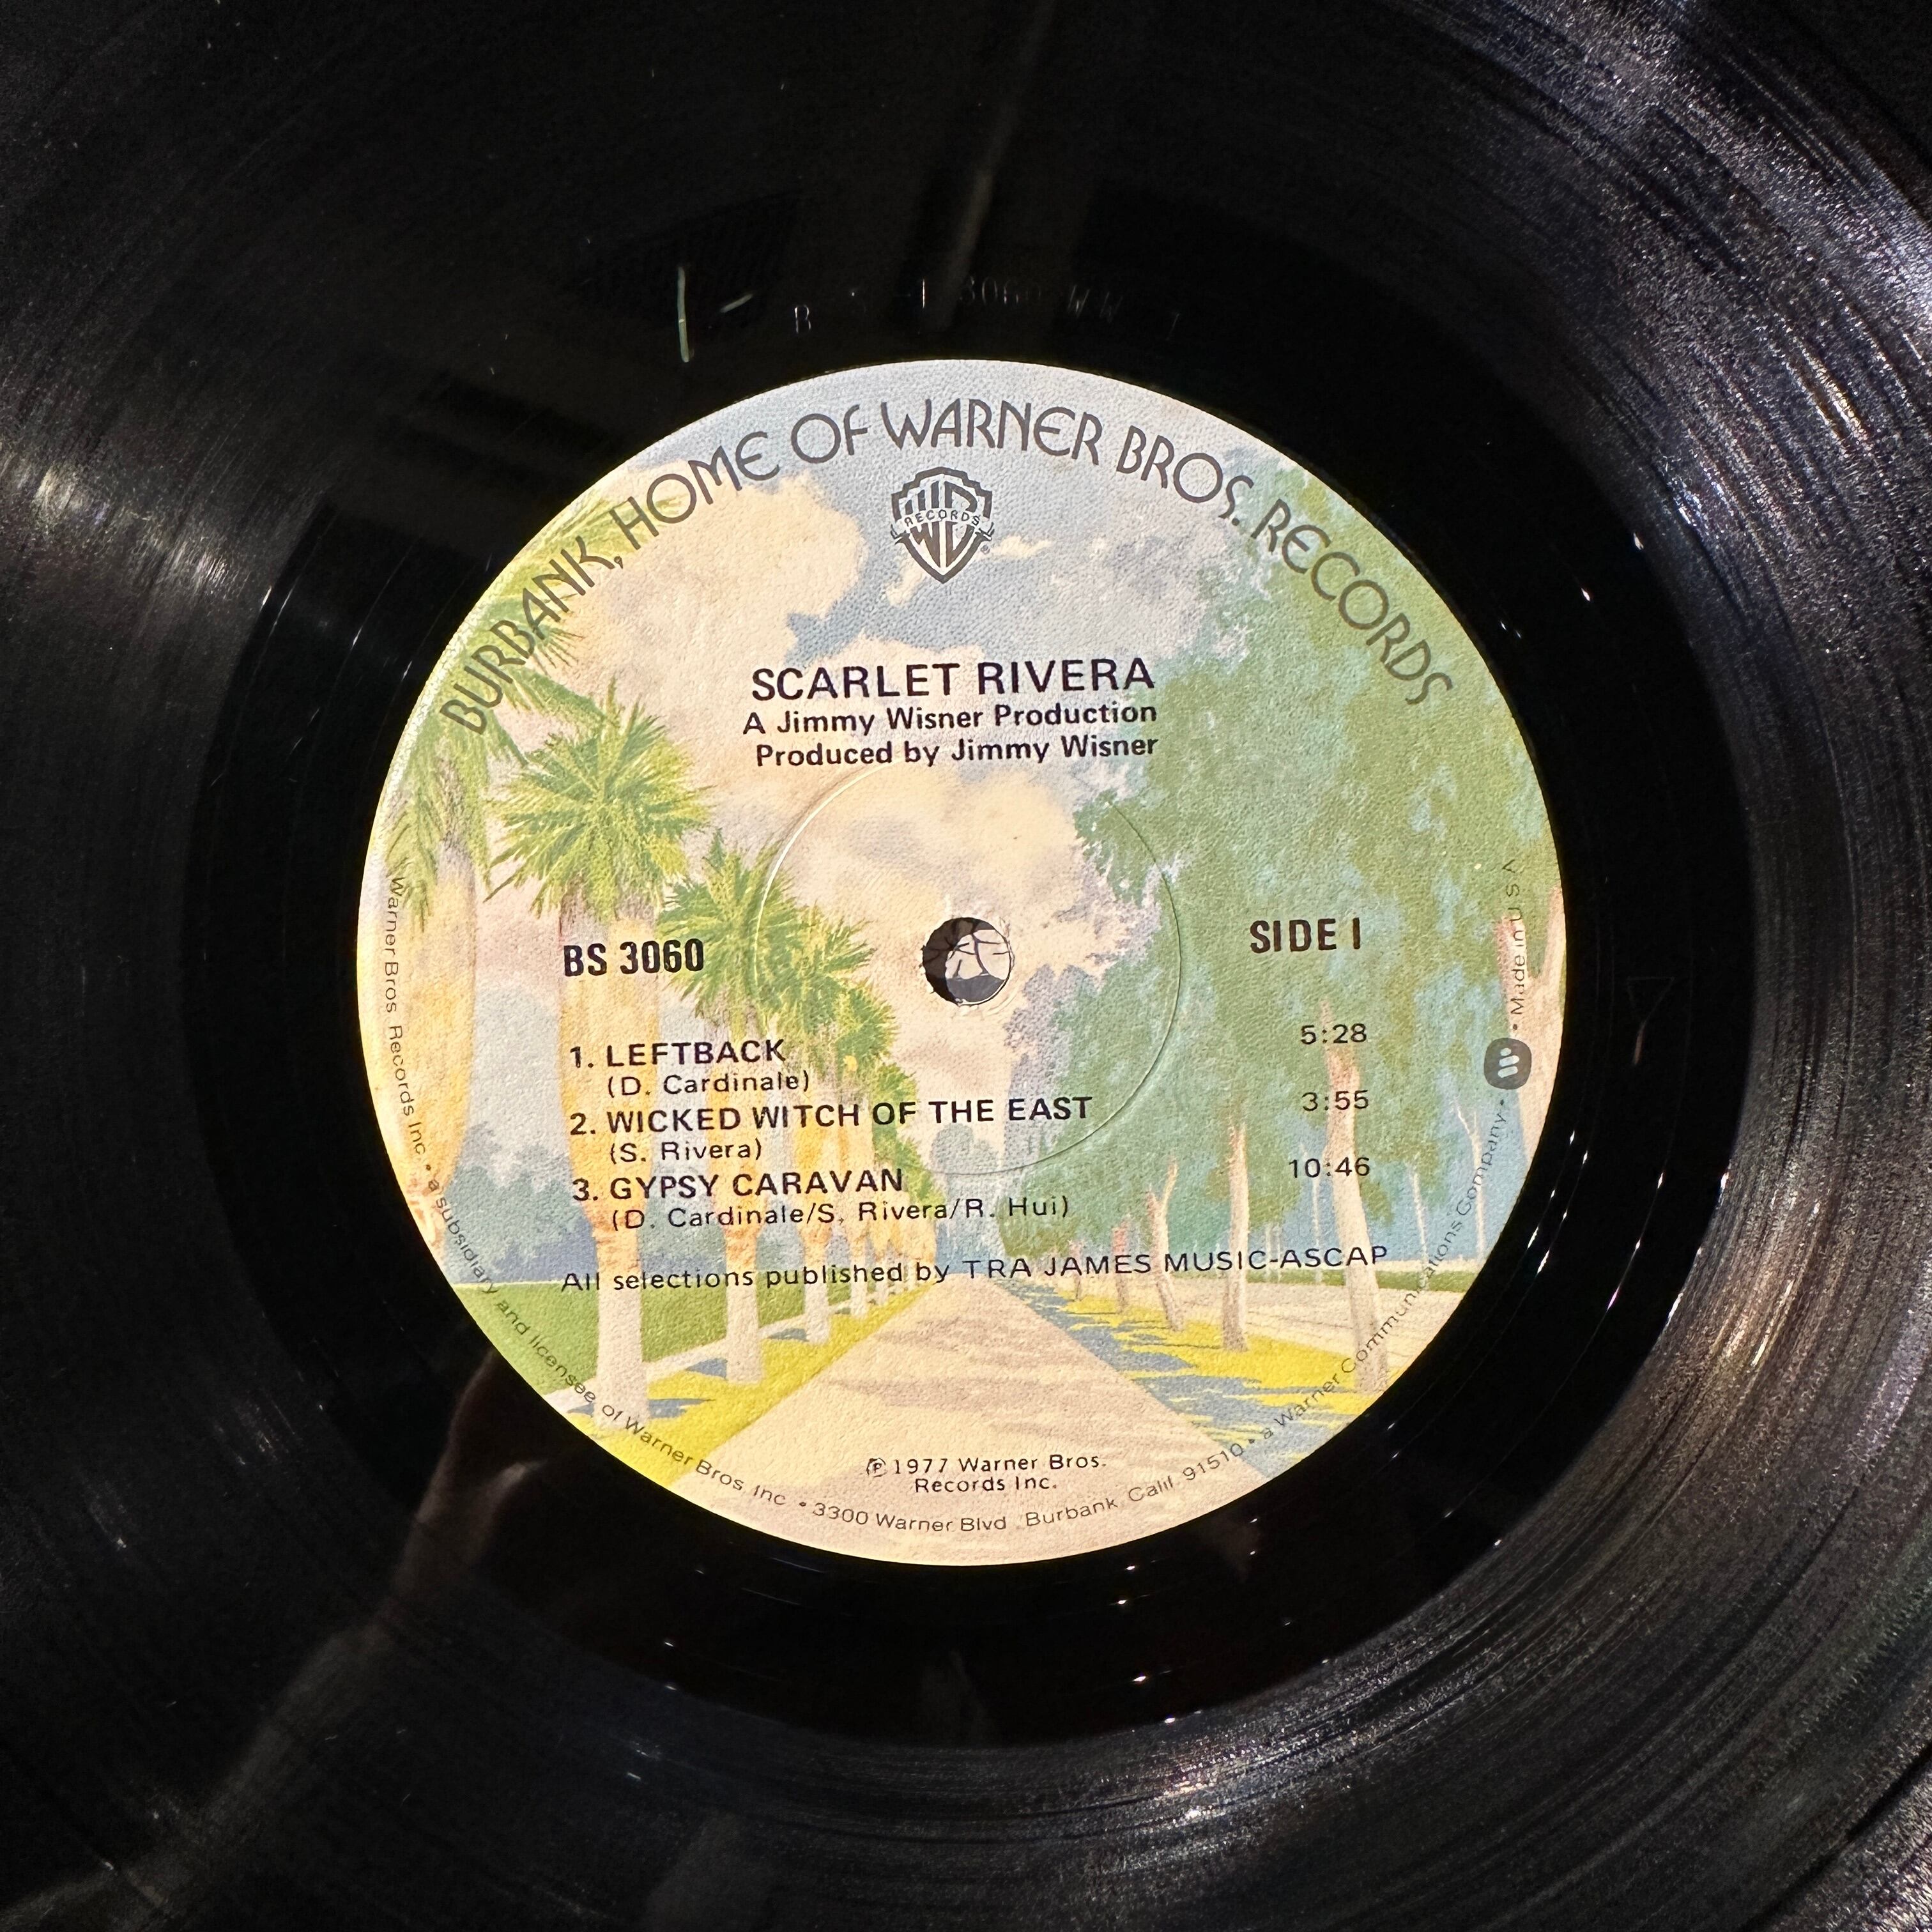 BURBANK, HOME OF WARNER BROS. RECORDS
RECORDS
SCARLET RIVERA
A Jimmy Wisner Production
Produced by Jimmy Wisner
BS 3060
SIDE I
1. LEFTBACK 5:28
(D. Cardinale)
2. WICKED WITCH OF THE EAST 3:55
(S. Rivera)
3. GYPSY CARAVAN 10:46
(D. Cardinale/S. Rivera/R. Hui)
All selections published by TRA JAMES MUSIC-ASCAP
℗1977 Warner Bros.
Records Inc.
Warner Bros. Records Inc. • a subsidiary and licensee of Warner Bros. Inc. • 3300 Warner Blvd. Burbank, Calif. 91510 • a Warner Communications Company • Made in U S A